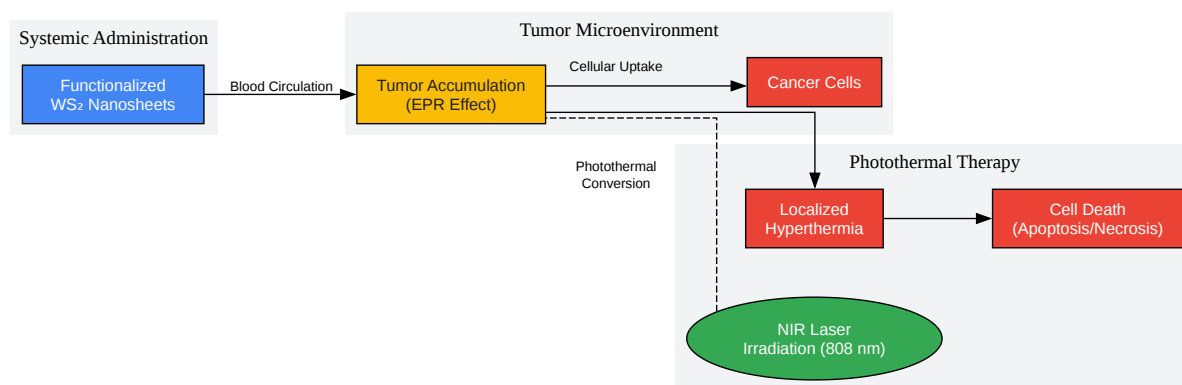 Systemic Administration
Functionalized
WS₂ Nanosheets
Blood Circulation
Tumor Microenvironment
Tumor Accumulation
(EPR Effect)
Cellular Uptake
Cancer Cells
Photothermal
Conversion
Photothermal Therapy
Localized
Hyperthermia
Cell Death
(Apoptosis/Necrosis)
NIR Laser
Irradiation (808 nm)